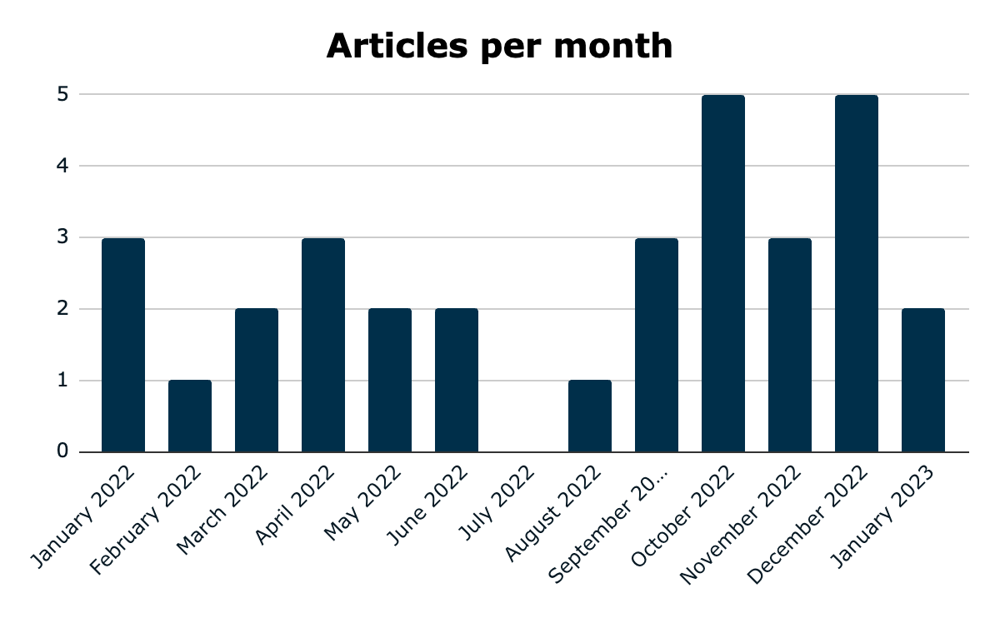 Articles per month
5
4
3
2
1
0
January 2022
February 2022
March 2022
April 2022
May 2022
June 2022
July 2022
August 2022
September 20...
October 2022
November 2022
December 2022
January 2023